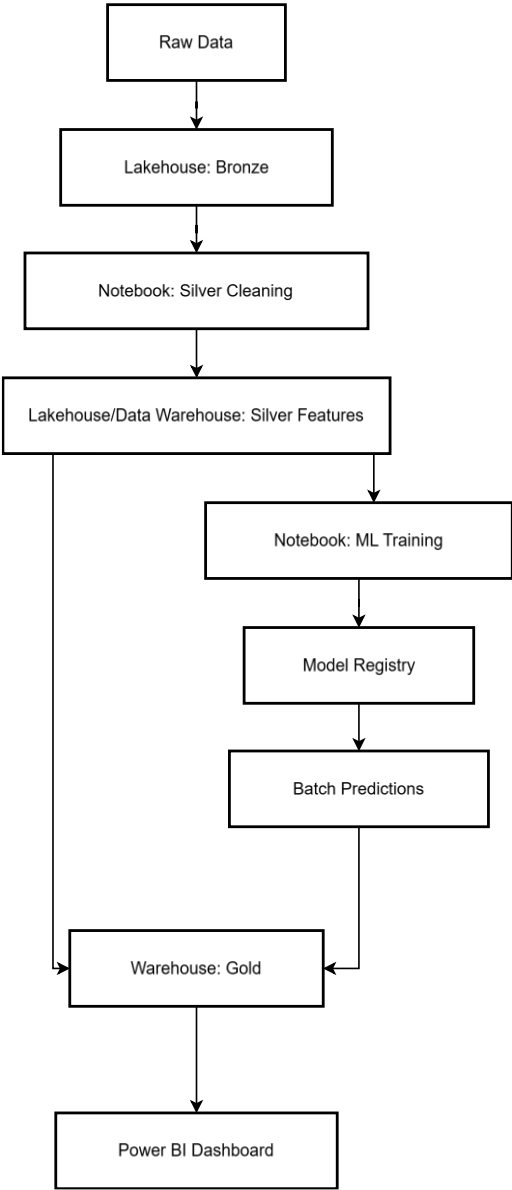 Raw Data
Lakehouse: Bronze
Notebook: Silver Cleaning
Lakehouse/Data Warehouse: Silver Features
Notebook: ML Training
Model Registry
Batch Predictions
Warehouse: Gold
Power BI Dashboard